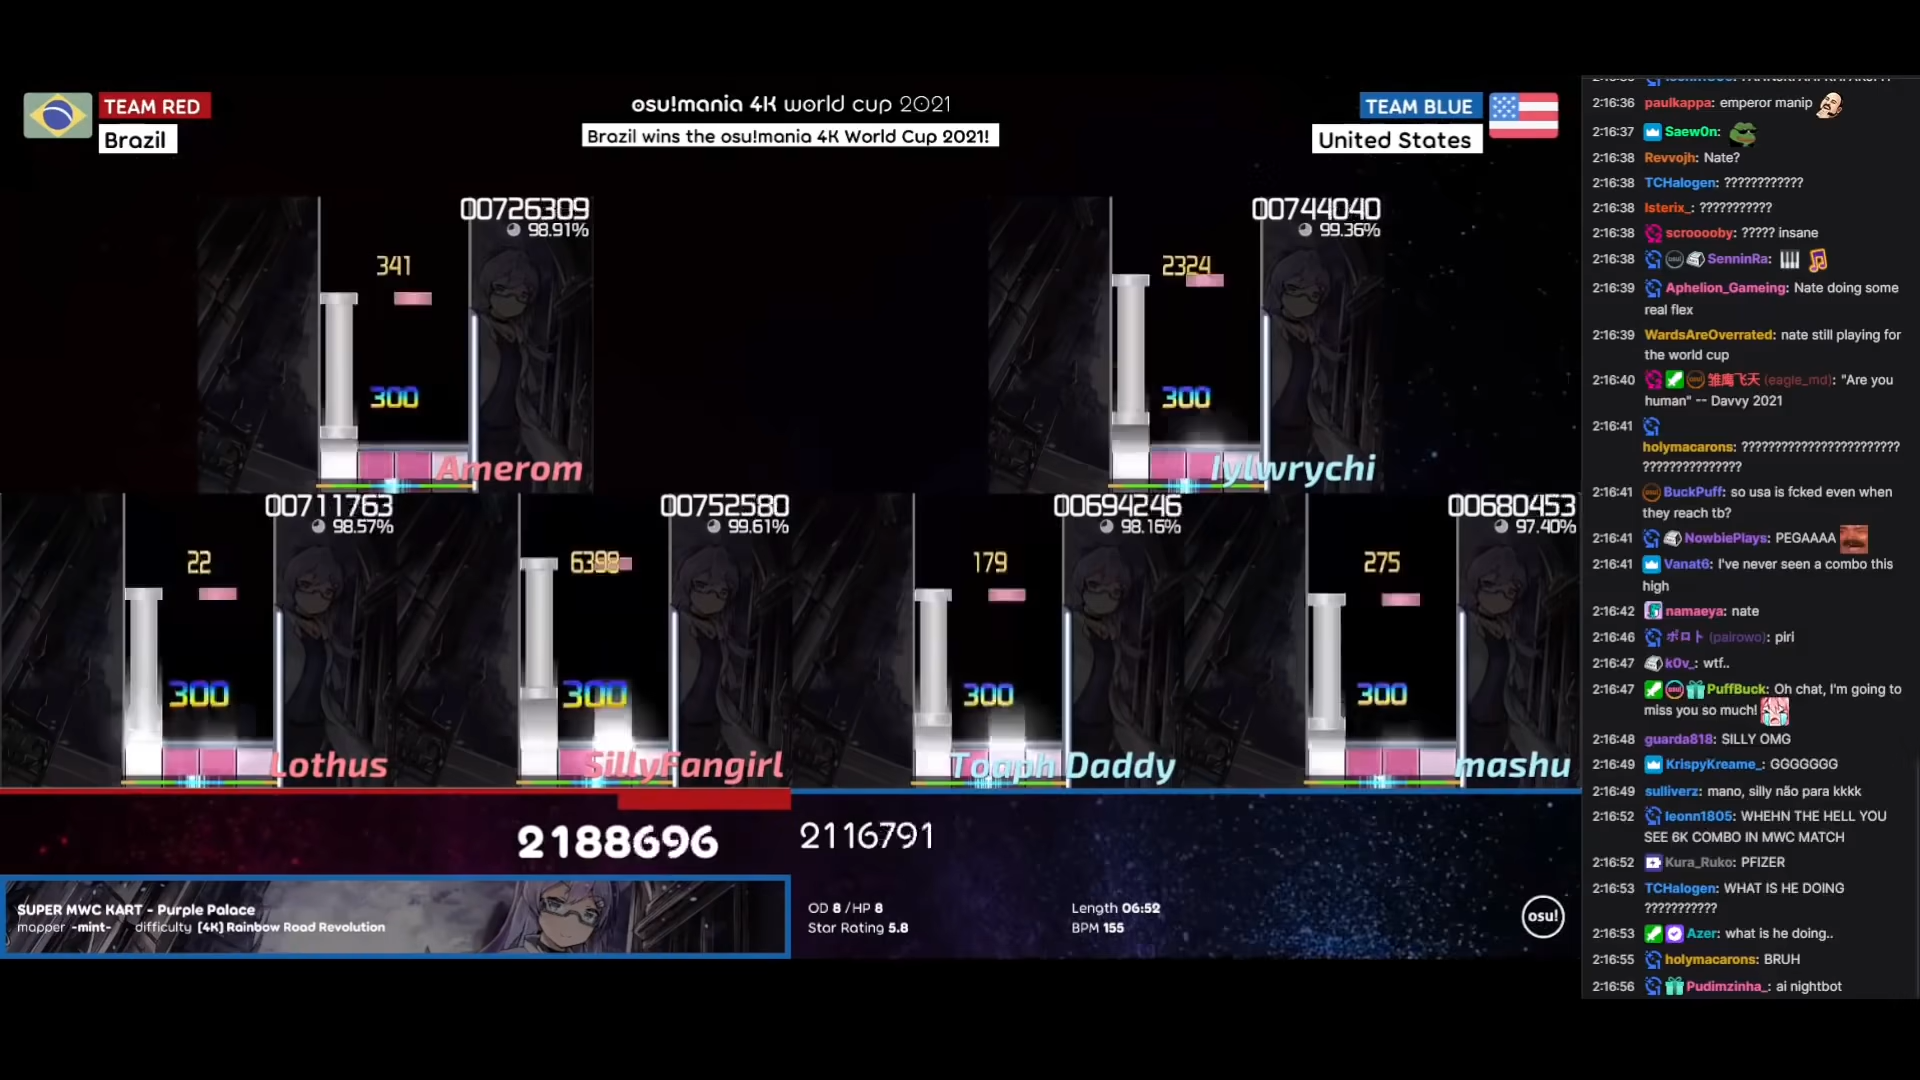 TEAM RED
Brazil
osu!mania 4K world cup 2021
Brazil wins the osu!mania 4K World Cup 2021!
TEAM BLUE
United States
00726309
98.91%
341
300
Amerom
00744040
99.36%
2324
300
lylwrychi
00711763
98.57%
22
300
Lothus
00752580
99.61%
6398
300
SillyFangirl
00694246
98.16%
179
300
Toaph Daddy
00680453
97.40%
275
300
mashu
2188696
2116791
SUPER MWC KART - Purple Palace
mapper -mint- difficulty [4K] Rainbow Road Revolution
OD 8 / HP 8
Star Rating 5.8
Length 06:52
BPM 155
osu!
2:16:36 paulkappa: emperor manip
2:16:37 Saew0n:
2:16:38 Revvojh: Nate?
2:16:38 TCHalogen: ????????????
2:16:38 Isterix_: ???????????
2:16:38 scrooooby: ????? insane
2:16:38 SenninRa:
2:16:39 Aphelion_Gameing: Nate doing some
real flex
2:16:39 WardsAreOverrated: nate still playing for
the world cup
2:16:40 雏鹰飞天 (eagle_md): "Are you
human" -- Davvy 2021
2:16:41
holymacarons: ????????????????????????
???????????????
2:16:41 BuckPuff: so usa is fcked even when
they reach tb?
2:16:41 NowbiePlays: PEGAAAA
2:16:41 Vanat6: I've never seen a combo this
high
2:16:42 namaeya: nate
2:16:46 ポロト (pairowo): piri
2:16:47 k0v_: wtf..
2:16:47 PuffBuck: Oh chat, I'm going to
miss you so much!
2:16:48 guarda818: SILLY OMG
2:16:49 KrispyKreame_: GGGGGGG
2:16:49 sulliverz: mano, silly não para kkkk
2:16:52 leonn1805: WHEHN THE HELL YOU
SEE 6K COMBO IN MWC MATCH
2:16:52 Kura_Ruko: PFIZER
2:16:53 TCHalogen: WHAT IS HE DOING
???????????
2:16:53 Azer: what is he doing..
2:16:55 holymacarons: BRUH
2:16:56 Pudimzinha_: ai nightbot